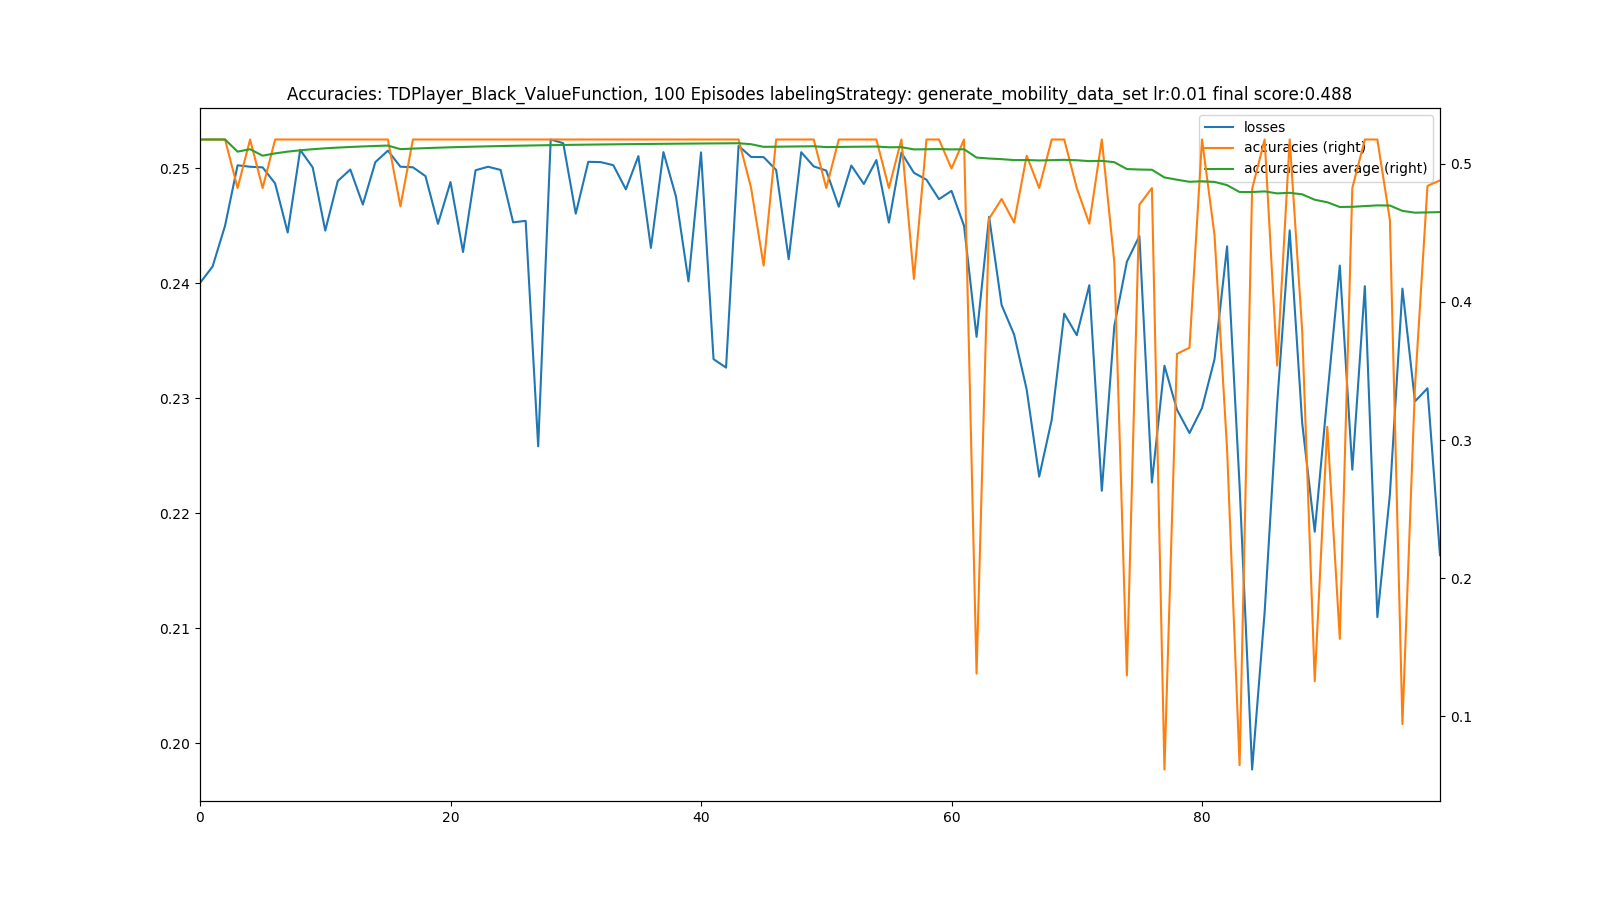 Accuracies: TDPlayer_Black_ValueFunction, 100 Episodes labelingStrategy: generate_mobility_data_set lr:0.01 final score:0.488
losses
accuracies (right)
accuracies average (right)
0.25
0.24
0.23
0.22
0.21
0.20
0.5
0.4
0.3
0.2
0.1
0 20 40 60 80